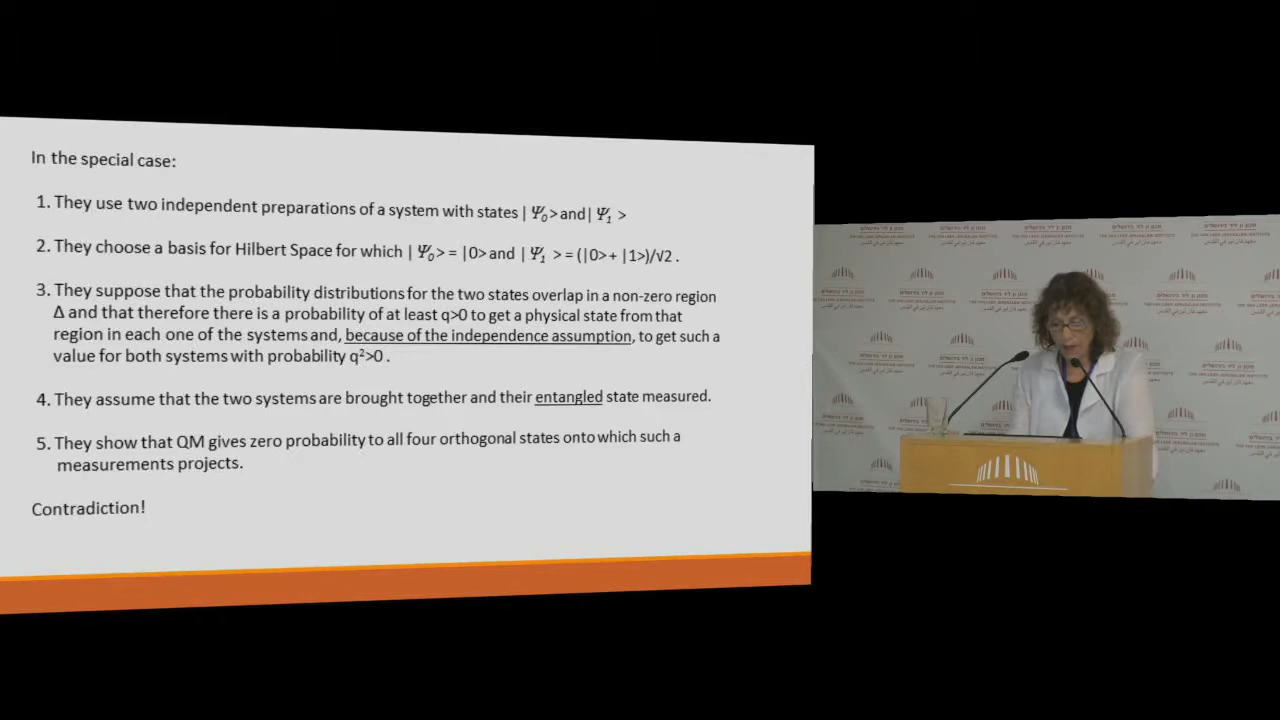 In the special case:
1. They use two independent preparations of a system with states | Ψ₀> and | Ψ₁ >
2. They choose a basis for Hilbert Space for which | Ψ₀> = |0> and | Ψ₁ > = (|0> + |1>)/√2 .
3. They suppose that the probability distributions for the two states overlap in a non-zero region
Δ and that therefore there is a probability of at least q>0 to get a physical state from that
region in each one of the systems and, because of the independence assumption, to get such a
value for both systems with probability q²>0 .
4. They assume that the two systems are brought together and their entangled state measured.
5. They show that QM gives zero probability to all four orthogonal states onto which such a
measurements projects.
Contradiction!